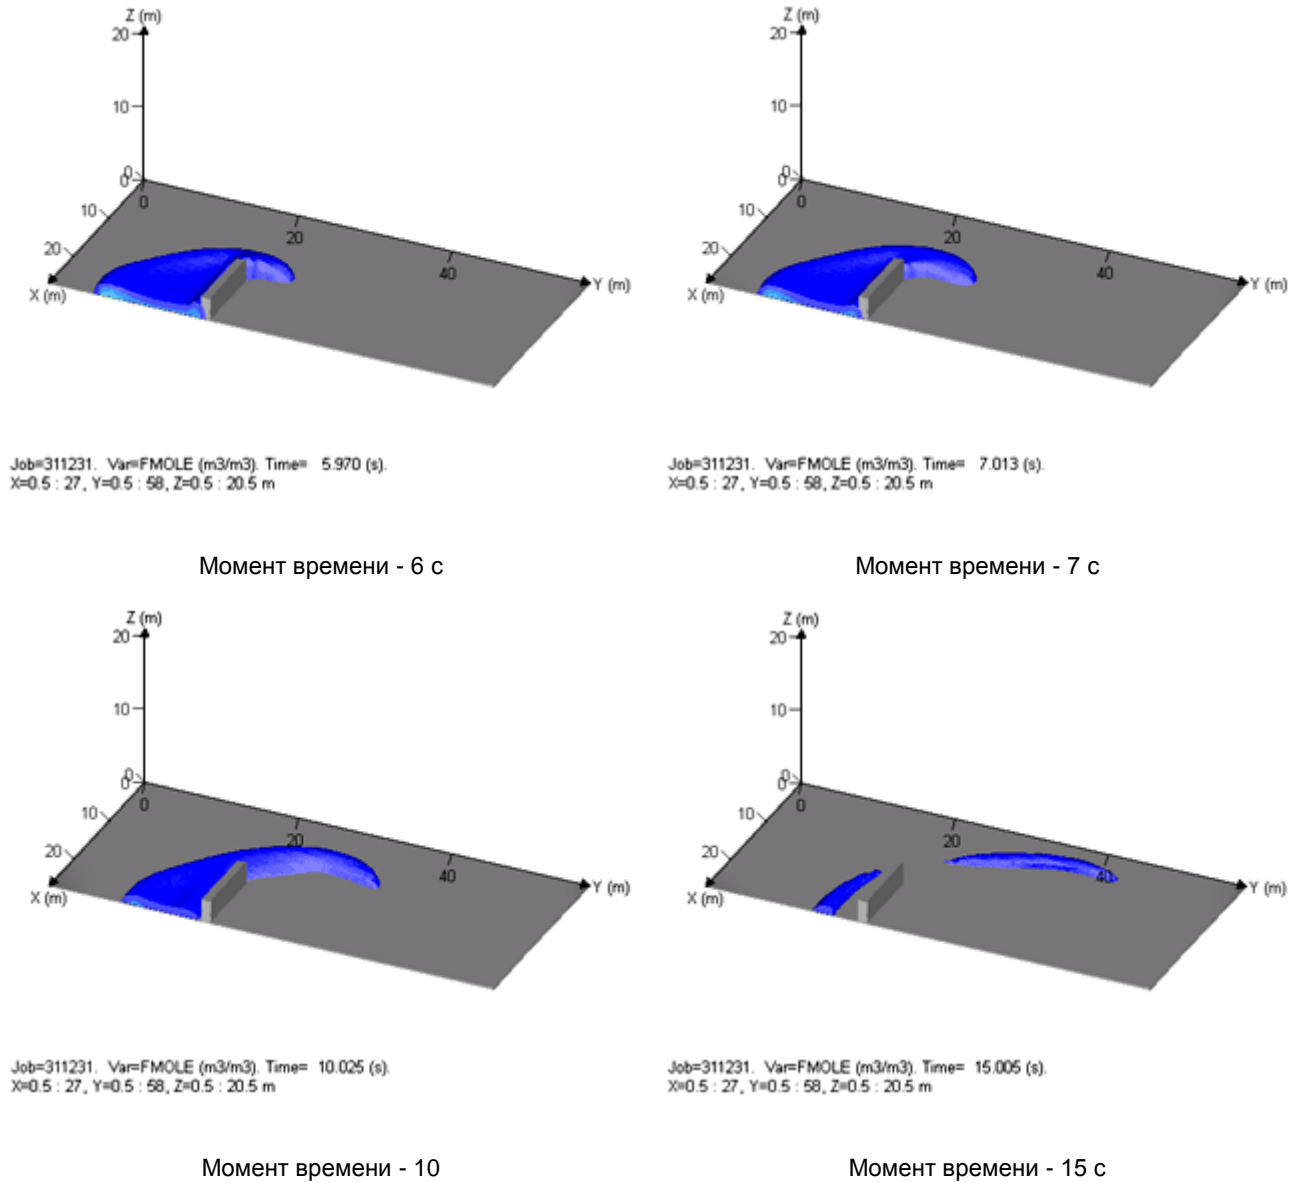 Z (m)
20
10
0
0
0
10
20
X (m)
20
40
Y (m)
Job=311231. Var=FMOLE (m3/m3). Time= 5.970 (s).
X=0.5 : 27, Y=0.5 : 58, Z=0.5 : 20.5 m
Момент времени - 6 с
Z (m)
20
10
0
0
0
10
20
X (m)
20
40
Y (m)
Job=311231. Var=FMOLE (m3/m3). Time= 7.013 (s).
X=0.5 : 27, Y=0.5 : 58, Z=0.5 : 20.5 m
Момент времени - 7 с
Z (m)
20
10
0
0
0
10
20
X (m)
20
40
Y (m)
Job=311231. Var=FMOLE (m3/m3). Time= 10.025 (s).
X=0.5 : 27, Y=0.5 : 58, Z=0.5 : 20.5 m
Момент времени - 10
Z (m)
20
10
0
0
0
10
20
X (m)
20
40
Y (m)
Job=311231. Var=FMOLE (m3/m3). Time= 15.005 (s).
X=0.5 : 27, Y=0.5 : 58, Z=0.5 : 20.5 m
Момент времени - 15 с